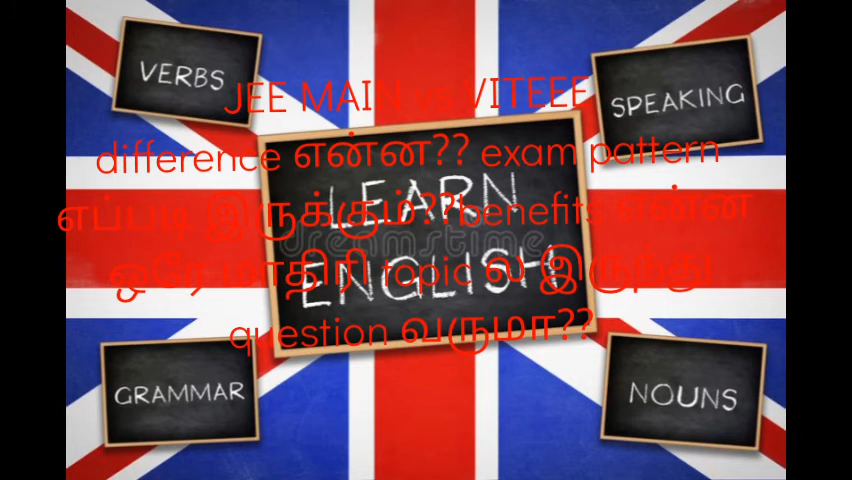 VERBS
SPEAKING
JEE MAIN vs VITEEE
difference என்ன?? exam pattern
எப்படி இருக்கும்??benefits என்ன
ஒரே மாதிரி topic ல இருந்து
question வருமா??
LEARN
ENGLISH
dreamstime
GRAMMAR
NOUNS